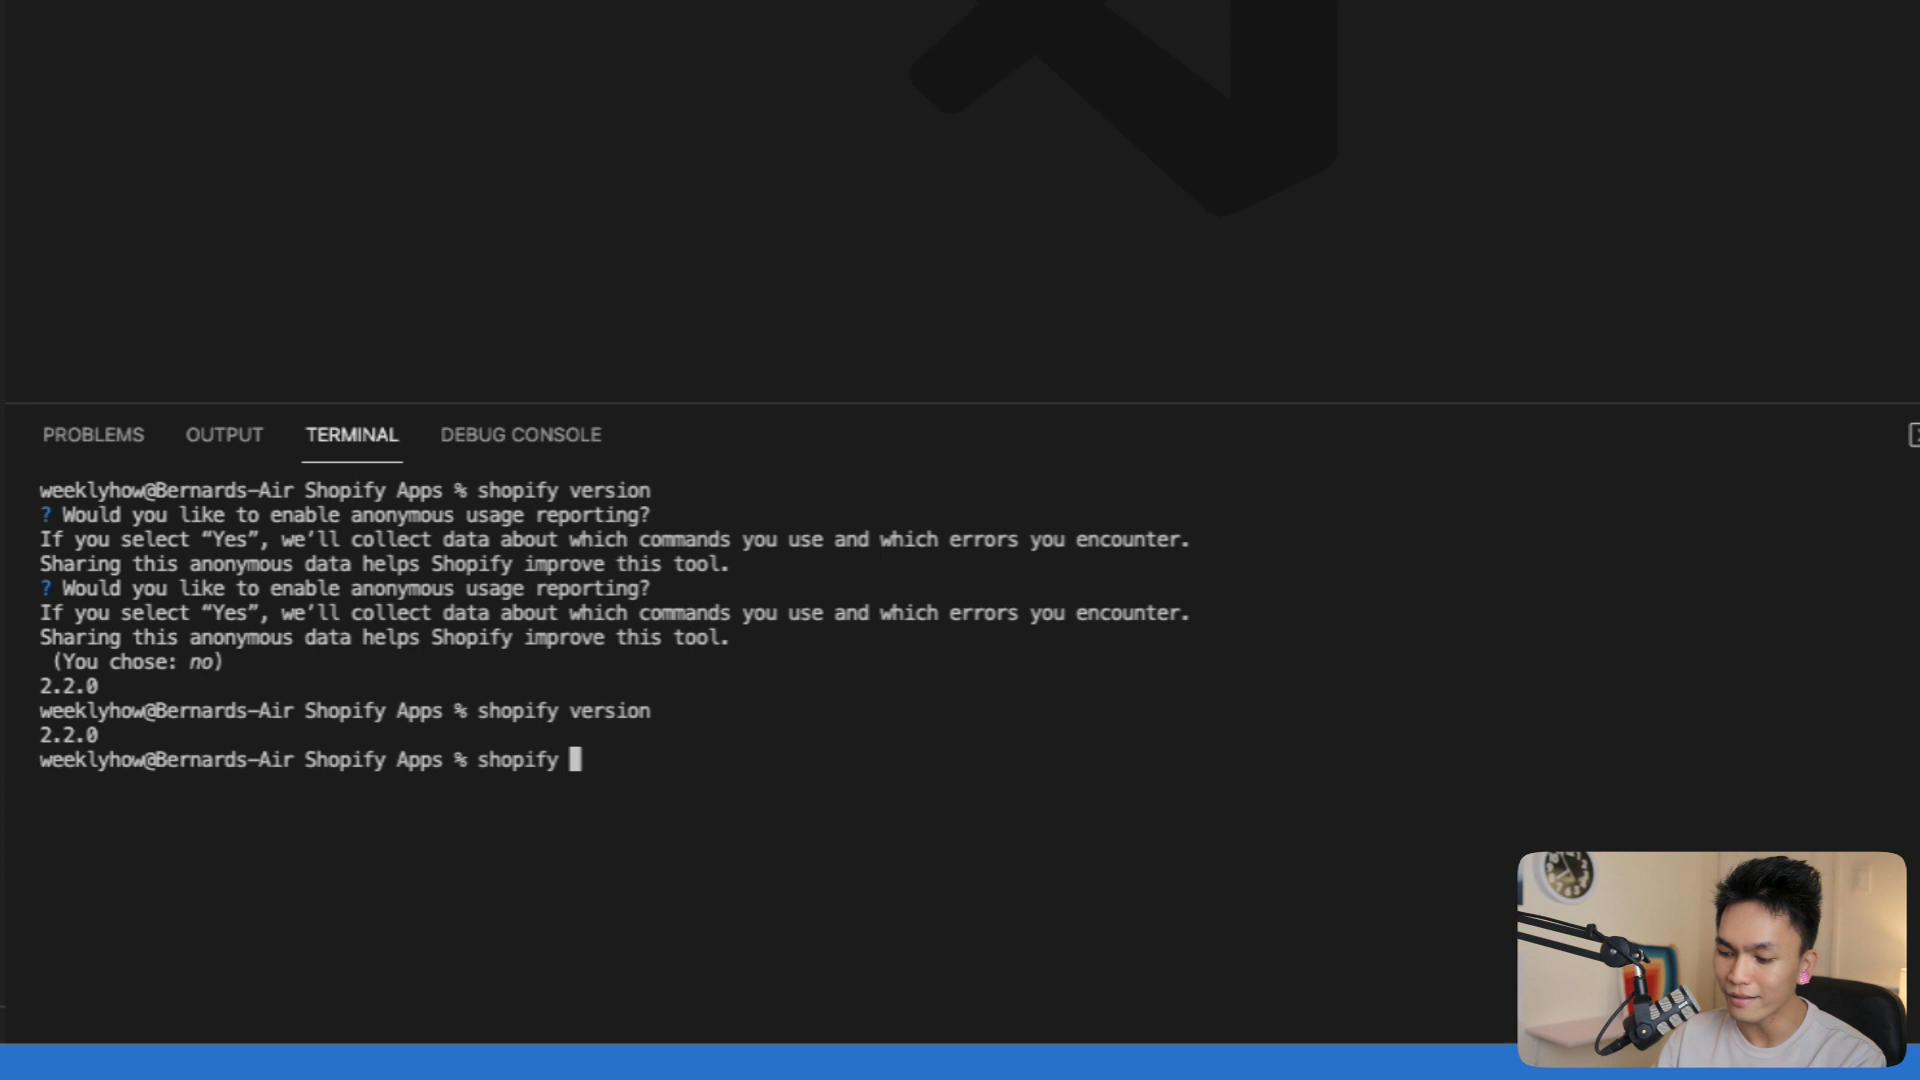 PROBLEMS OUTPUT TERMINAL DEBUG CONSOLE
weeklyhow@Bernards-Air Shopify Apps % shopify version
? Would you like to enable anonymous usage reporting?
If you select “Yes”, we’ll collect data about which commands you use and which errors you encounter.
Sharing this anonymous data helps Shopify improve this tool.
? Would you like to enable anonymous usage reporting?
If you select “Yes”, we’ll collect data about which commands you use and which errors you encounter.
Sharing this anonymous data helps Shopify improve this tool.
(You chose: no)
2.2.0
weeklyhow@Bernards-Air Shopify Apps % shopify version
2.2.0
weeklyhow@Bernards-Air Shopify Apps % shopify